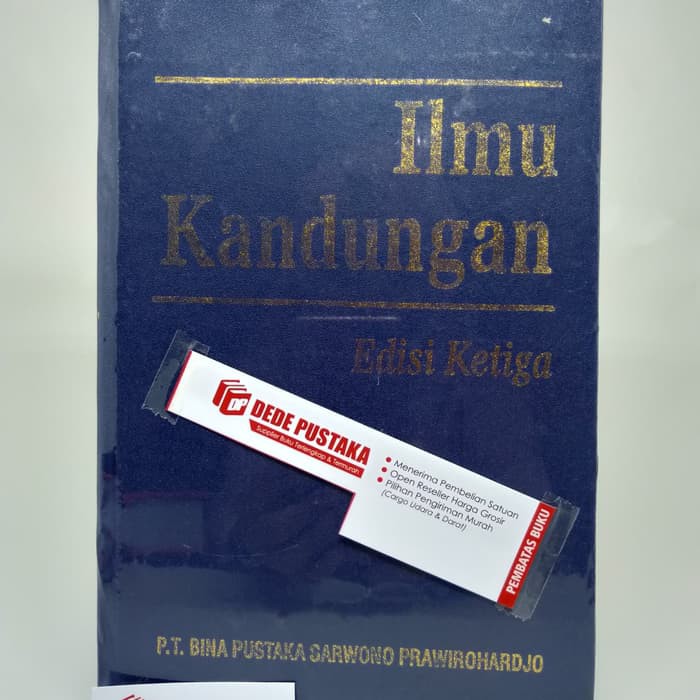 Ilmu
Kandungan
Edisi Ketiga
DP DEDE PUSTAKA
Supplier Buku Terlengkap & Termurah
• Menerima Pembelian Satuan
• Open Reseller Harga Grosir
• Pilihan Pengiriman Murah
(Cargo Udara & Darat)
PEMBATAS BUKU
P.T. BINA PUSTAKA SARWONO PRAWIROHARDJO